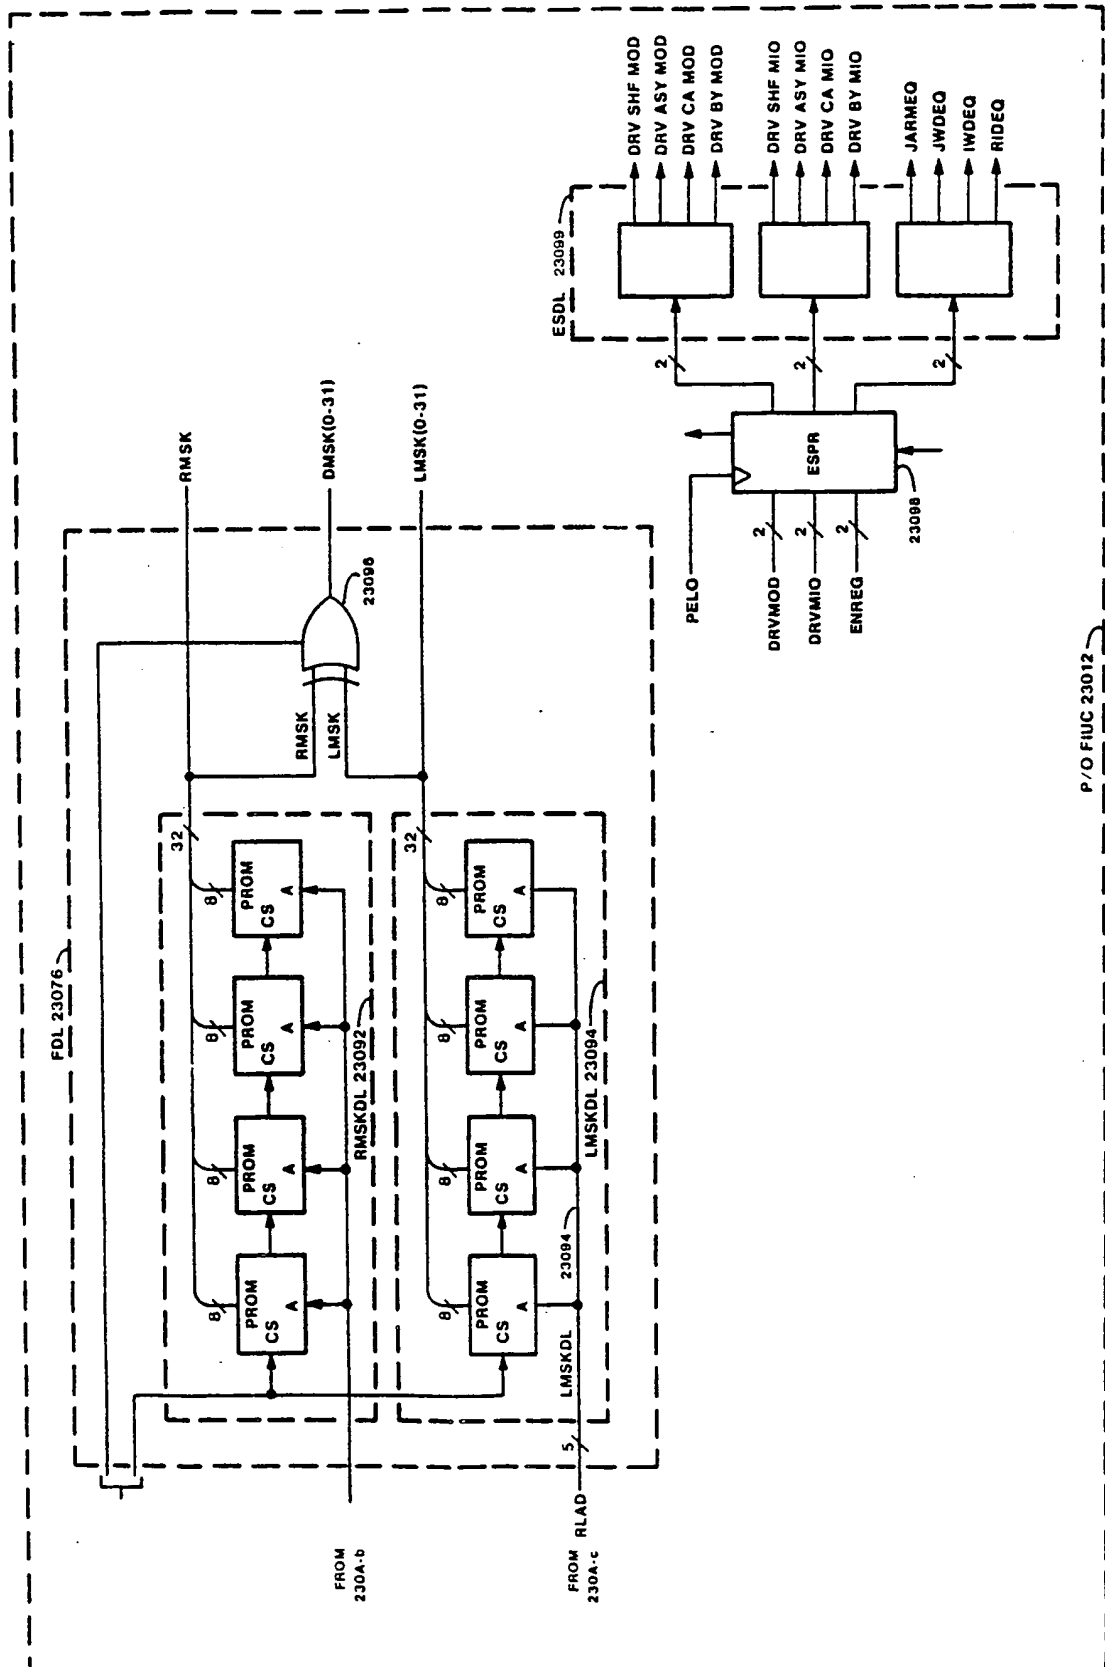 FDL 23076
RMSK
DMSK(0-31)
LMSK(0-31)
32
8
8
8
8
PROM
CS
A
PROM
CS
A
PROM
CS
A
PROM
CS
A
RMSKDL 23092
RMSK
LMSK
23096
32
8
8
8
8
PROM
CS
A
PROM
CS
A
PROM
CS
A
PROM
CS
A
LMSKDL
23094
LMSKDL 23094
5
FROM
230A-b
RLAD
FROM
230A-c
ESDL 23099
DRV SHF MOD
DRV ASY MOD
DRV CA MOD
DRV BY MOD
DRV SHF MIO
DRV ASY MIO
DRV CA MIO
DRV BY MIO
JARMEQ
JWDEQ
IWDEQ
RIDEQ
2
2
2
PELO
ESPR
23098
DRVMOD
2
DRVMIO
2
ENREG
2
P/O FIUC 23012